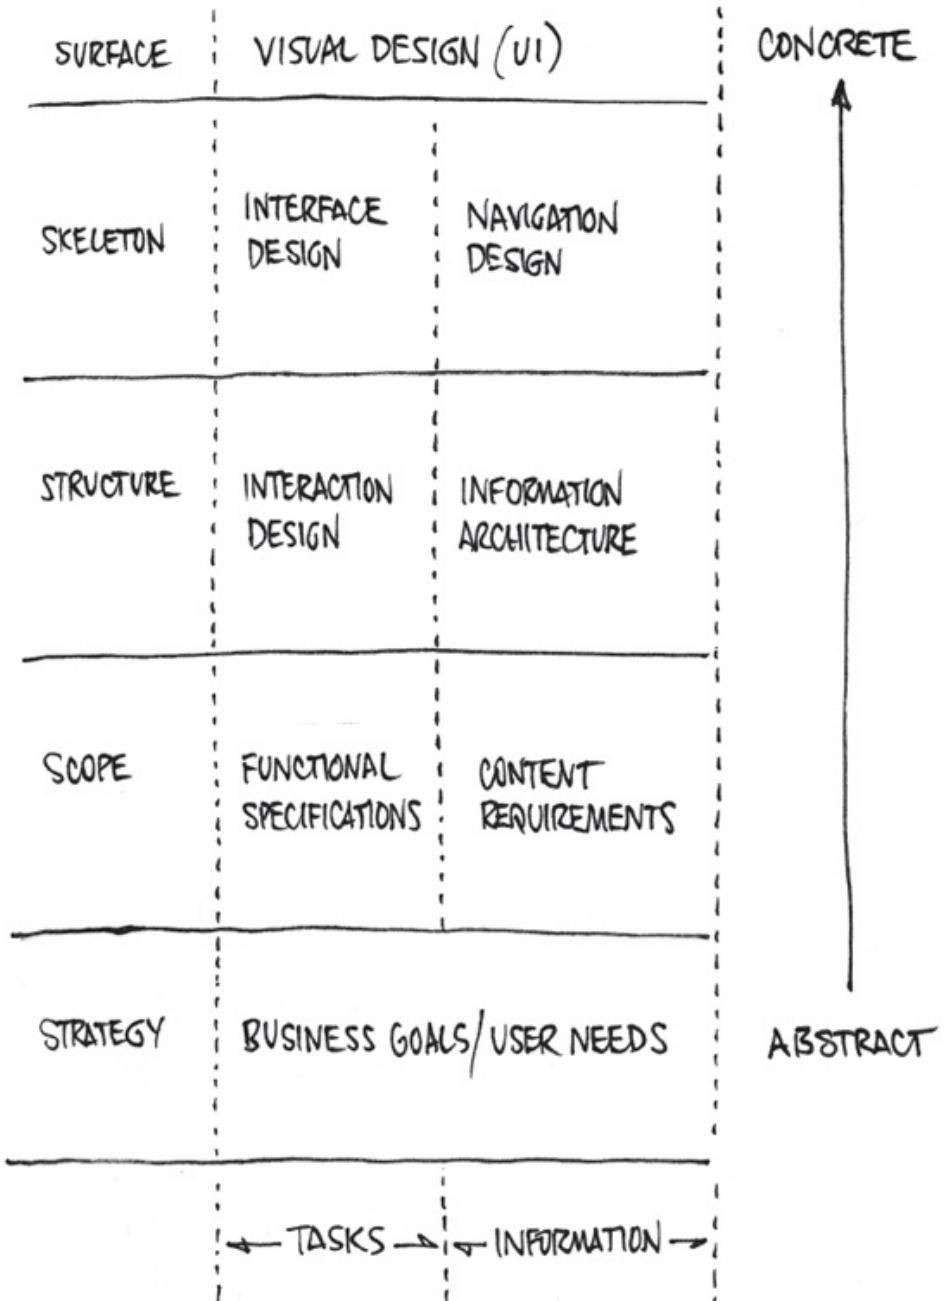 SURFACE
VISUAL DESIGN (UI)
CONCRETE
SKELETON
INTERFACE
DESIGN
NAVIGATION
DESIGN
STRUCTURE
INTERACTION
DESIGN
INFORMATION
ARCHITECTURE
SCOPE
FUNCTIONAL
SPECIFICATIONS
CONTENT
REQUIREMENTS
STRATEGY
BUSINESS GOALS/USER NEEDS
ABSTRACT
TASKS
INFORMATION